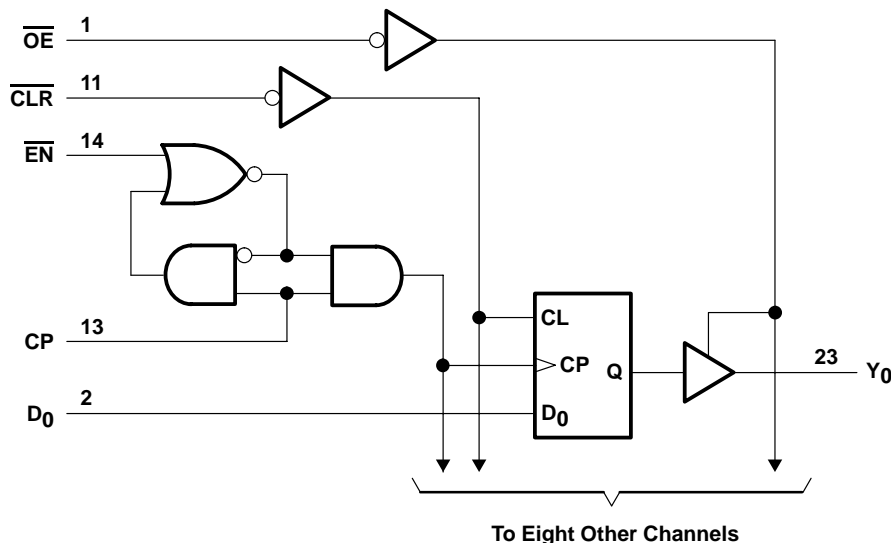 OE 1
CLR 11
EN 14
CP 13
D0 2
CL
CP
Q
D0
23 Y0
To Eight Other Channels